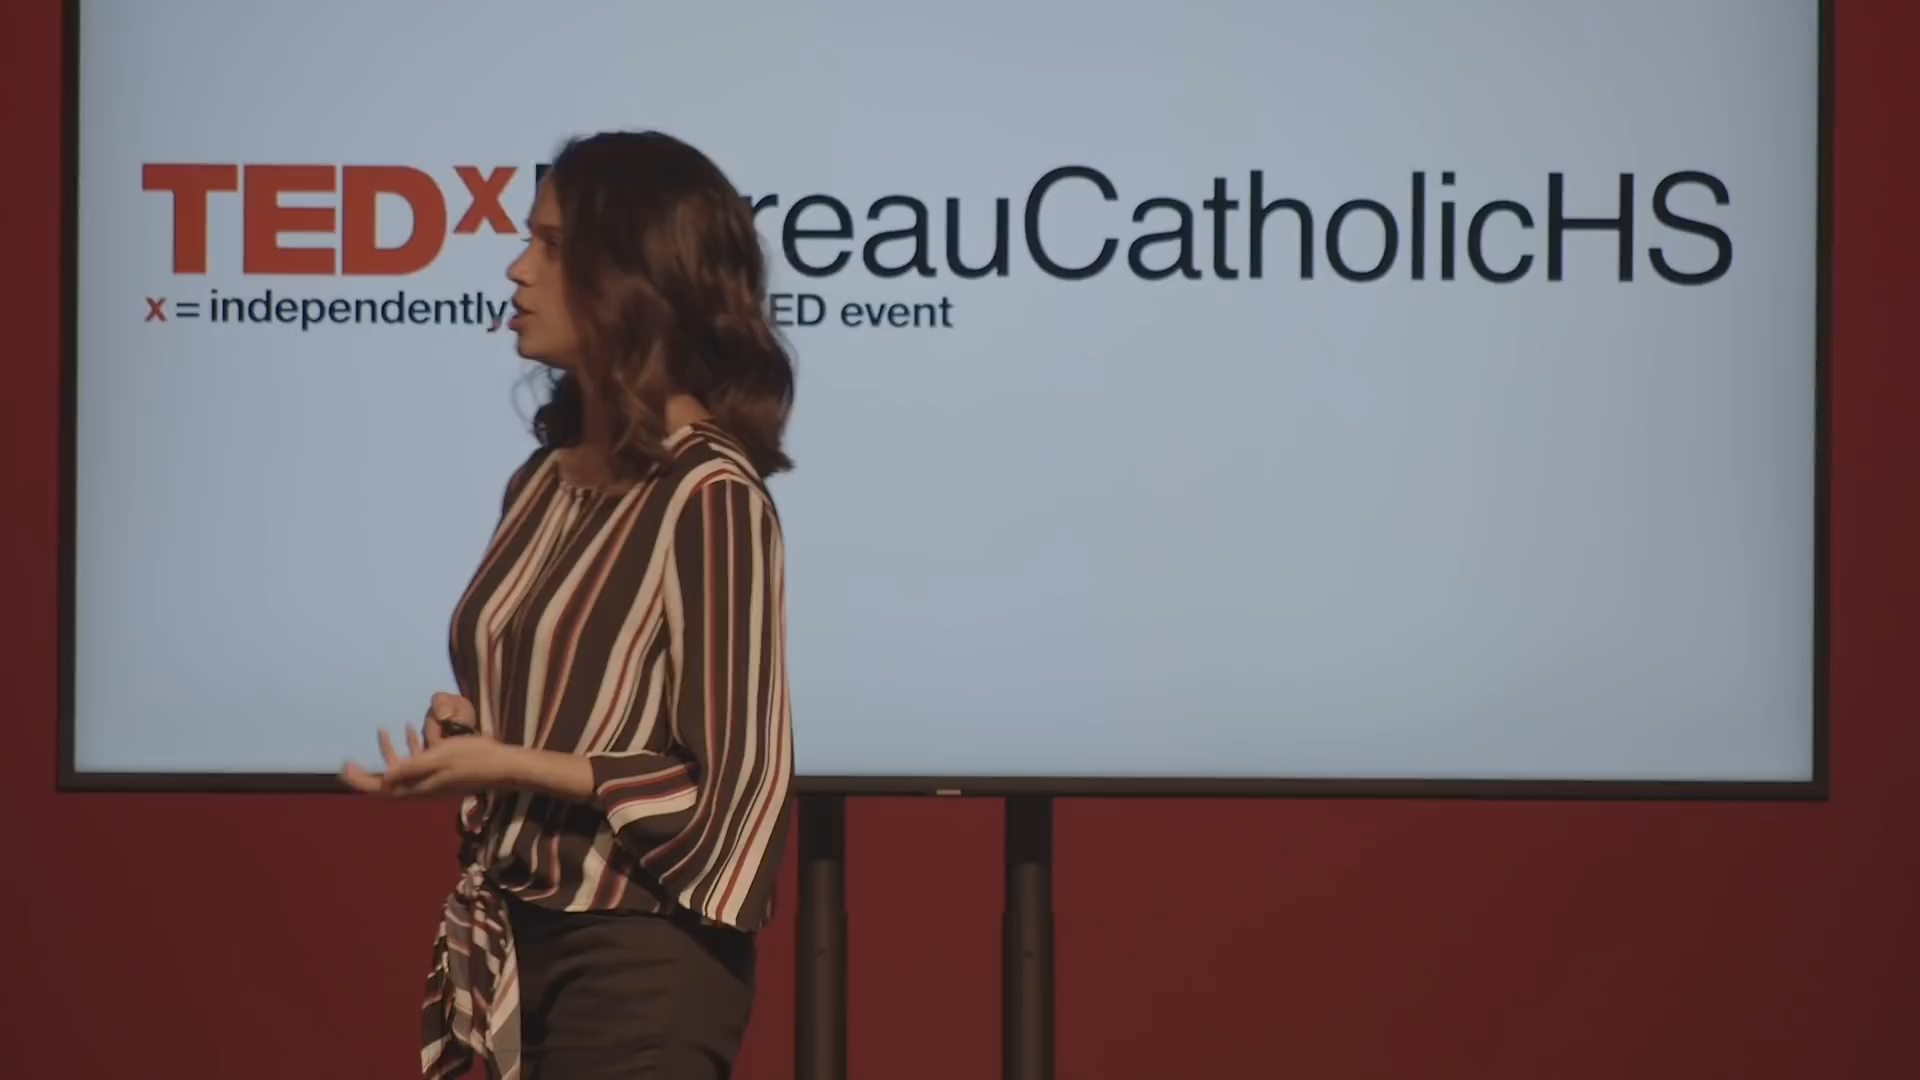 TEDx reauCatholicHS
x = independently ED event